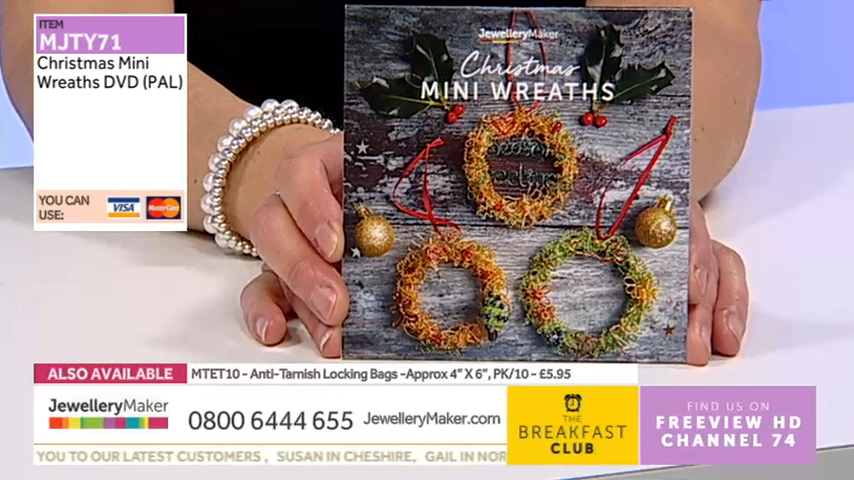 ITEM
MJTY71
Christmas Mini
Wreaths DVD (PAL)
YOU CAN
USE:
VISA
MasterCard
JewelleryMaker
Christmas
MINI WREATHS
ALSO AVAILABLE
MTET10 - Anti-Tarnish Locking Bags -Approx 4" X 6", PK/10 - £5.95
JewelleryMaker
0800 6444 655
JewelleryMaker.com
THE
BREAKFAST
CLUB
FIND US ON
FREEVIEW HD
CHANNEL 74
YOU TO OUR LATEST CUSTOMERS , SUSAN IN CHESHIRE, GAIL IN NOR